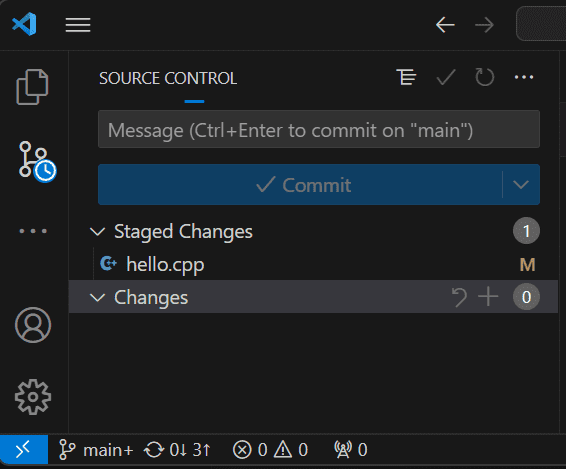 SOURCE CONTROL
Message (Ctrl+Enter to commit on "main")
Commit
Staged Changes 1
hello.cpp M
Changes 0
main+ 0↓ 3↑ 0 0 0